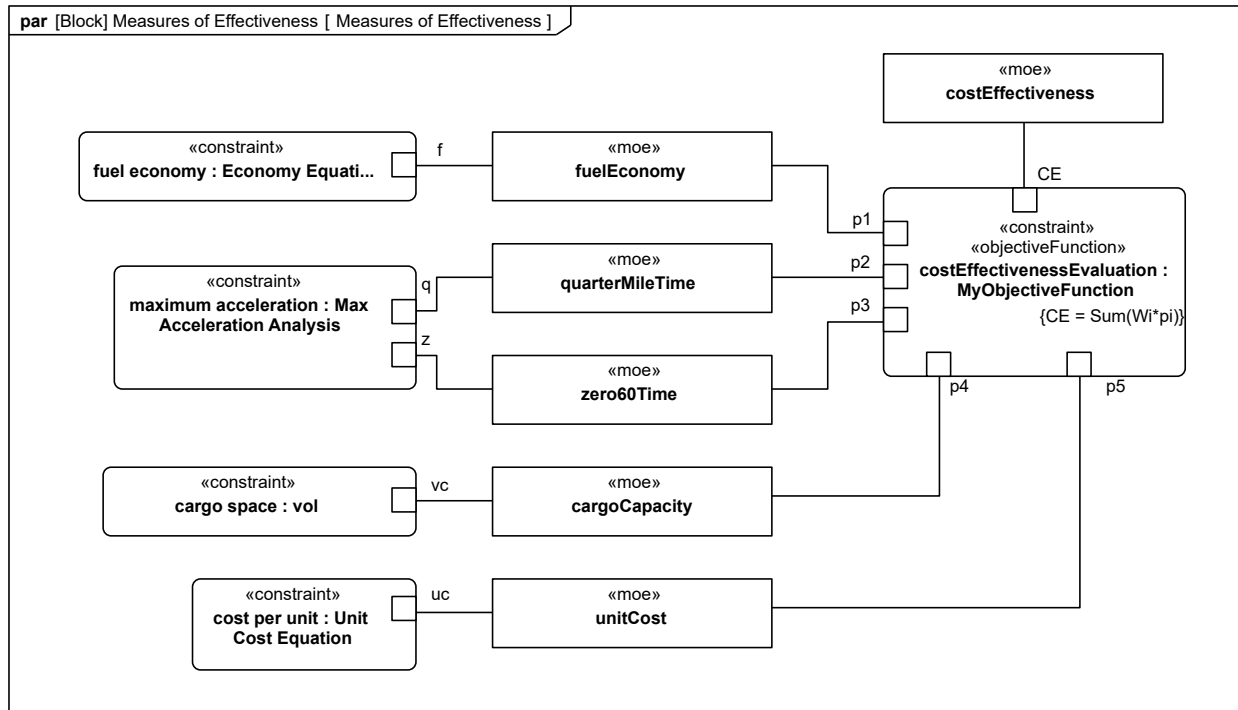 par [Block] Measures of Effectiveness [ Measures of Effectiveness ]
«moe»
costEffectiveness
CE
«constraint»
fuel economy : Economy Equati...
f
«moe»
fuelEconomy
p1
«constraint»
«objectiveFunction»
costEffectivenessEvaluation :
MyObjectiveFunction
{CE = Sum(Wi*pi)}
«constraint»
maximum acceleration : Max
Acceleration Analysis
q
z
«moe»
quarterMileTime
p2
p3
«moe»
zero60Time
p4
p5
«constraint»
cargo space : vol
vc
«moe»
cargoCapacity
«constraint»
cost per unit : Unit
Cost Equation
uc
«moe»
unitCost